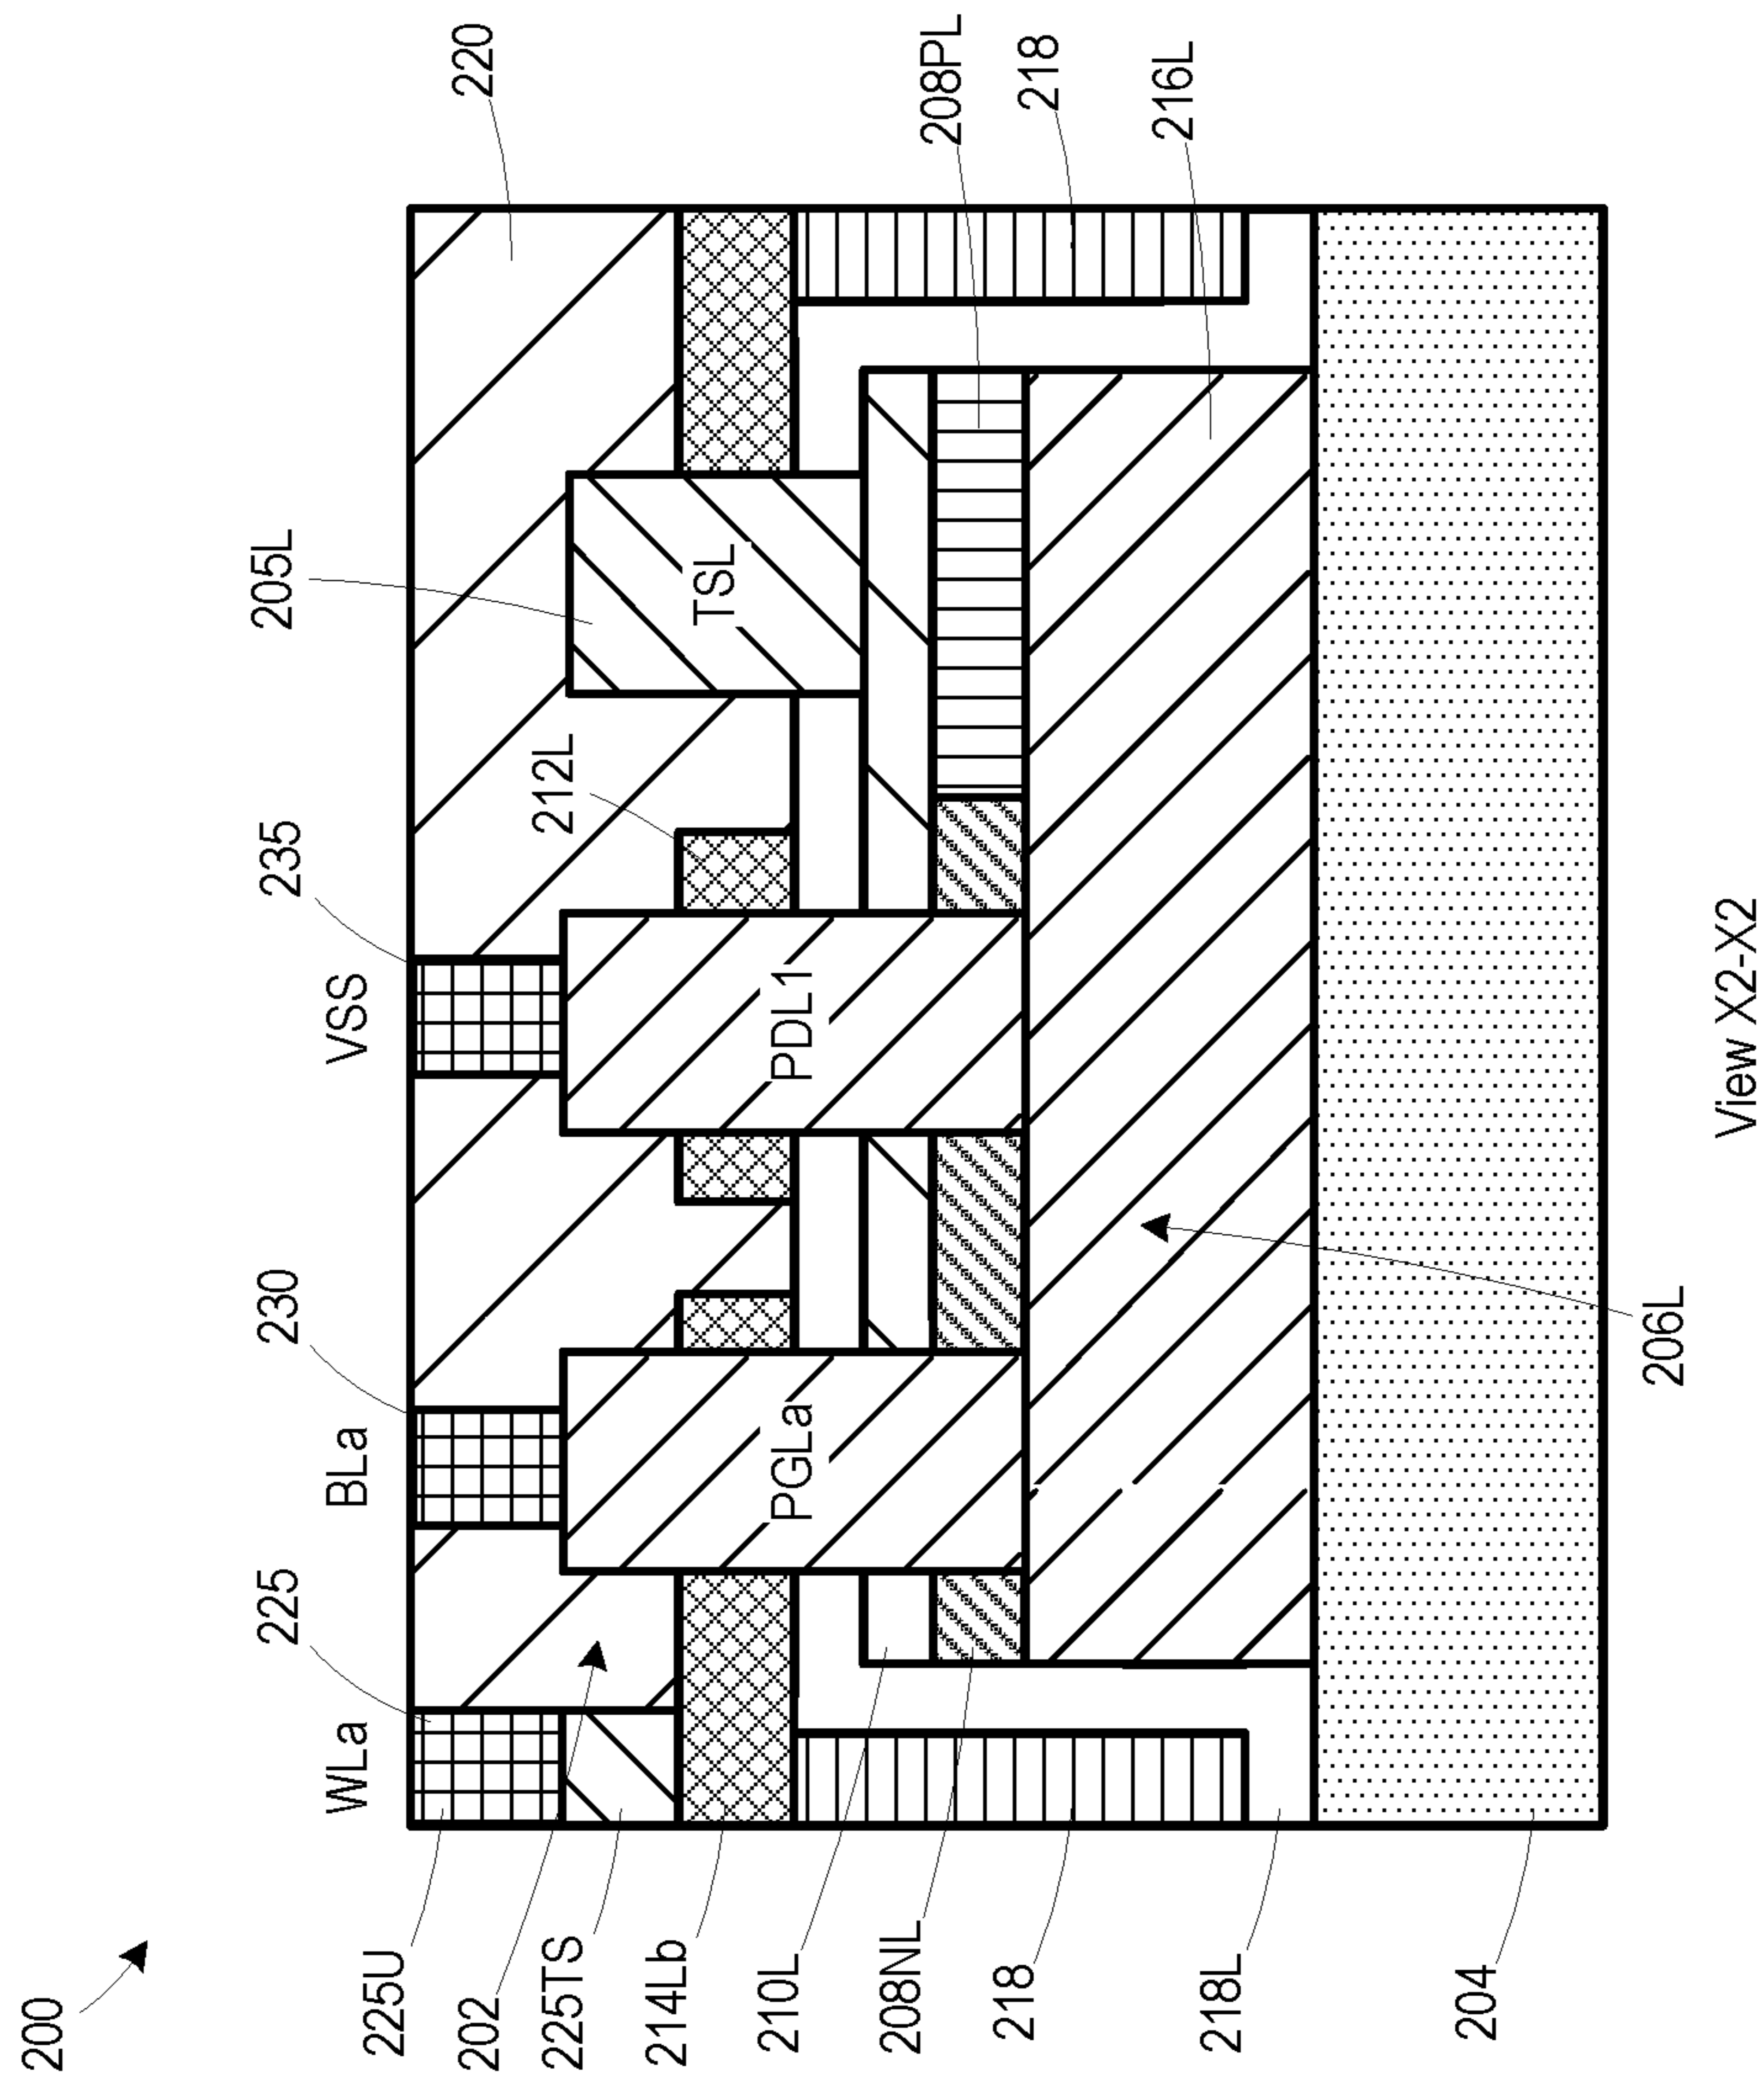 200
WLa
BLa
VSS
225
230
235
212L
205L
220
208PL
218
216L
225U
202
225TS
214Lb
210L
208NL
218
218L
204
PGLa
PDL1
TSL
206L
View X2-X2